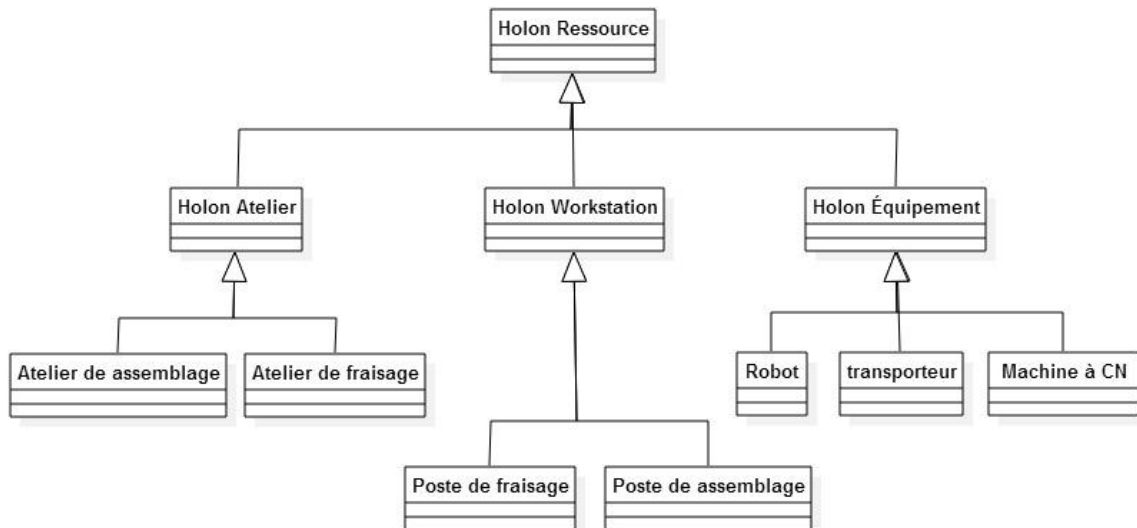 Holon Ressource
Holon Atelier
Holon Workstation
Holon Équipement
Atelier de assemblage
Atelier de fraisage
Robot
transporteur
Machine à CN
Poste de fraisage
Poste de assemblage